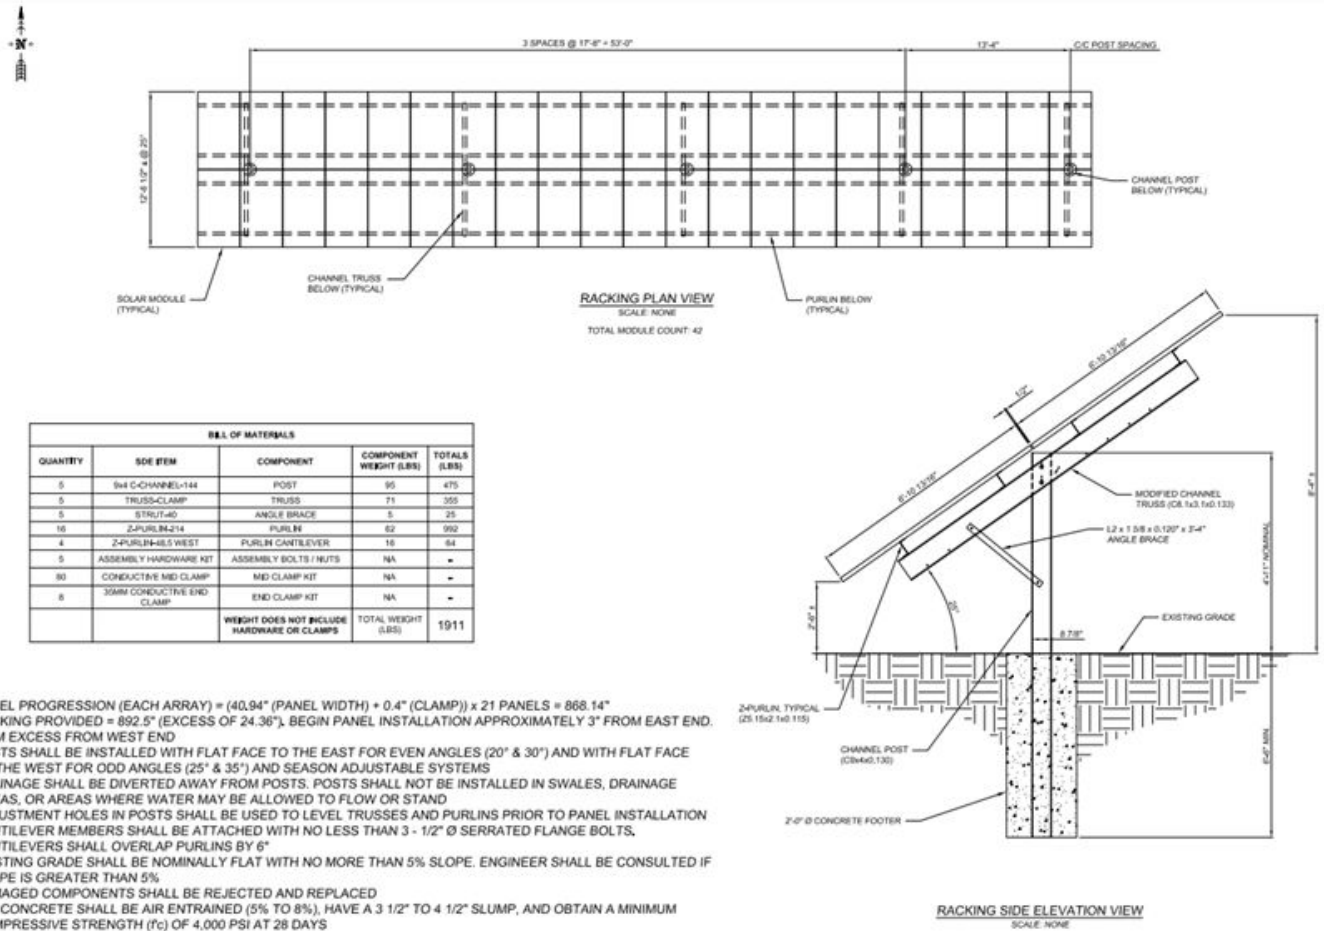 N
3 SPACES @ 17'-8" = 53'-0"
13'-4"
C/C POST SPACING
12'-8 1/2" ± @ 25°
CHANNEL POST
BELOW (TYPICAL)
CHANNEL TRUSS
BELOW (TYPICAL)
SOLAR MODULE
(TYPICAL)
PURLIN BELOW
(TYPICAL)
RACKING PLAN VIEW
SCALE: NONE
TOTAL MODULE COUNT: 42
BILL OF MATERIALS
QUANTITY SDE ITEM COMPONENT COMPONENT WEIGHT (LBS) TOTALS (LBS)
5 9x4 C-CHANNEL-144 POST 95 475
5 TRUSS-CLAMP TRUSS 71 355
5 STRUT-40 ANGLE BRACE 5 25
16 Z-PURLIN-214 PURLIN 62 992
4 Z-PURLIN-48.5 WEST PURLIN CANTILEVER 16 64
5 ASSEMBLY HARDWARE KIT ASSEMBLY BOLTS / NUTS NA -
80 CONDUCTIVE MID CLAMP MID CLAMP KIT NA -
8 35MM CONDUCTIVE END CLAMP END CLAMP KIT NA -
WEIGHT DOES NOT INCLUDE HARDWARE OR CLAMPS TOTAL WEIGHT (LBS) 1911
EL PROGRESSION (EACH ARRAY) = (40.94" (PANEL WIDTH) + 0.4" (CLAMP)) x 21 PANELS = 868.14"
KING PROVIDED = 892.5" (EXCESS OF 24.36"). BEGIN PANEL INSTALLATION APPROXIMATELY 3" FROM EAST END.
M EXCESS FROM WEST END
TS SHALL BE INSTALLED WITH FLAT FACE TO THE EAST FOR EVEN ANGLES (20° & 30°) AND WITH FLAT FACE
THE WEST FOR ODD ANGLES (25° & 35°) AND SEASON ADJUSTABLE SYSTEMS
INAGE SHALL BE DIVERTED AWAY FROM POSTS. POSTS SHALL NOT BE INSTALLED IN SWALES, DRAINAGE
AS, OR AREAS WHERE WATER MAY BE ALLOWED TO FLOW OR STAND
USTMENT HOLES IN POSTS SHALL BE USED TO LEVEL TRUSSES AND PURLINS PRIOR TO PANEL INSTALLATION
TILEVER MEMBERS SHALL BE ATTACHED WITH NO LESS THAN 3 - 1/2" Ø SERRATED FLANGE BOLTS.
TILEVERS SHALL OVERLAP PURLINS BY 6"
STING GRADE SHALL BE NOMINALLY FLAT WITH NO MORE THAN 5% SLOPE. ENGINEER SHALL BE CONSULTED IF
PE IS GREATER THAN 5%
AGED COMPONENTS SHALL BE REJECTED AND REPLACED
CONCRETE SHALL BE AIR ENTRAINED (5% TO 8%), HAVE A 3 1/2" TO 4 1/2" SLUMP, AND OBTAIN A MINIMUM
MPRESSIVE STRENGTH (f'c) OF 4,000 PSI AT 28 DAYS
6'-10 13/16"
1/2"
6'-10 13/16"
MODIFIED CHANNEL
TRUSS (C8.1x3.1x0.133)
L2 x 1 5/8 x 0.120" x 3'-4"
ANGLE BRACE
4'-11" NOMINAL
2'-6" ±
25°
8 7/8"
EXISTING GRADE
Z-PURLIN, TYPICAL
(Z5.15x2.1x0.115)
CHANNEL POST
(C9x4x0.130)
MIN
2'-0" Ø CONCRETE FOOTER
RACKING SIDE ELEVATION VIEW
SCALE: NONE